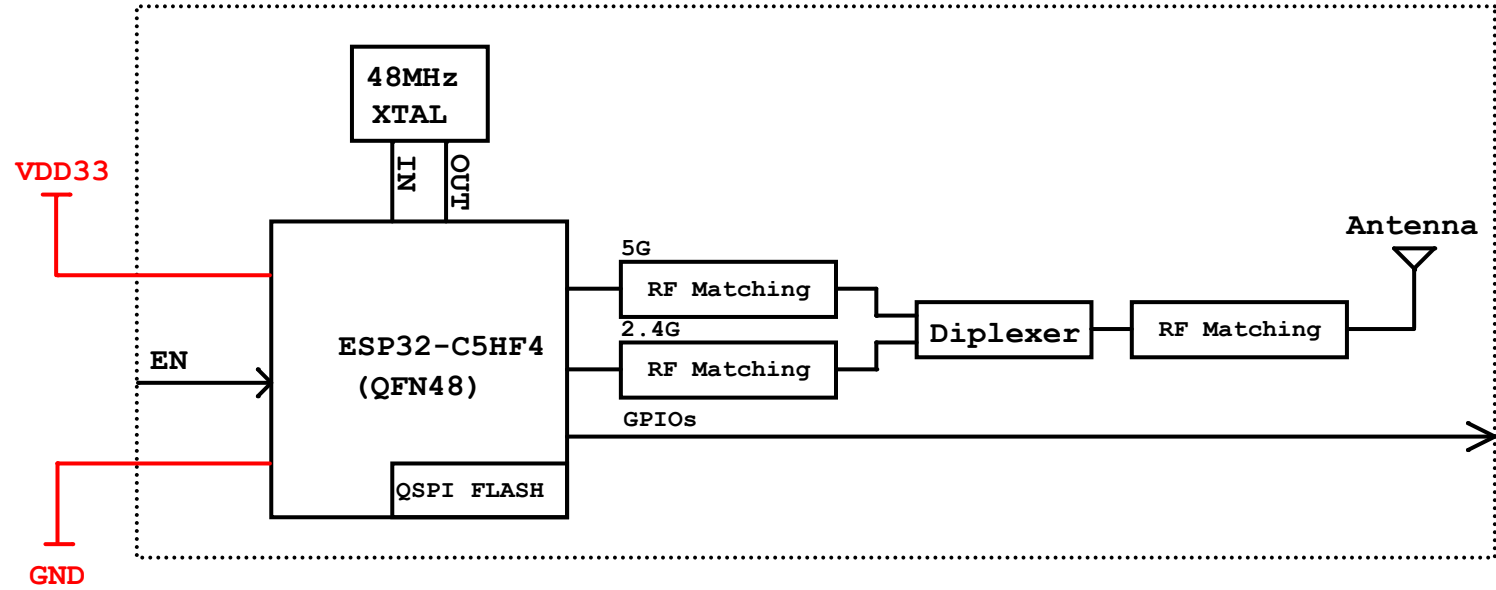 48MHz
XTAL
IN
OUT
VDD33
Antenna
5G
RF Matching
2.4G
Diplexer
RF Matching
ESP32-C5HF4
(QFN48)
EN
RF Matching
GPIOs
QSPI FLASH
GND